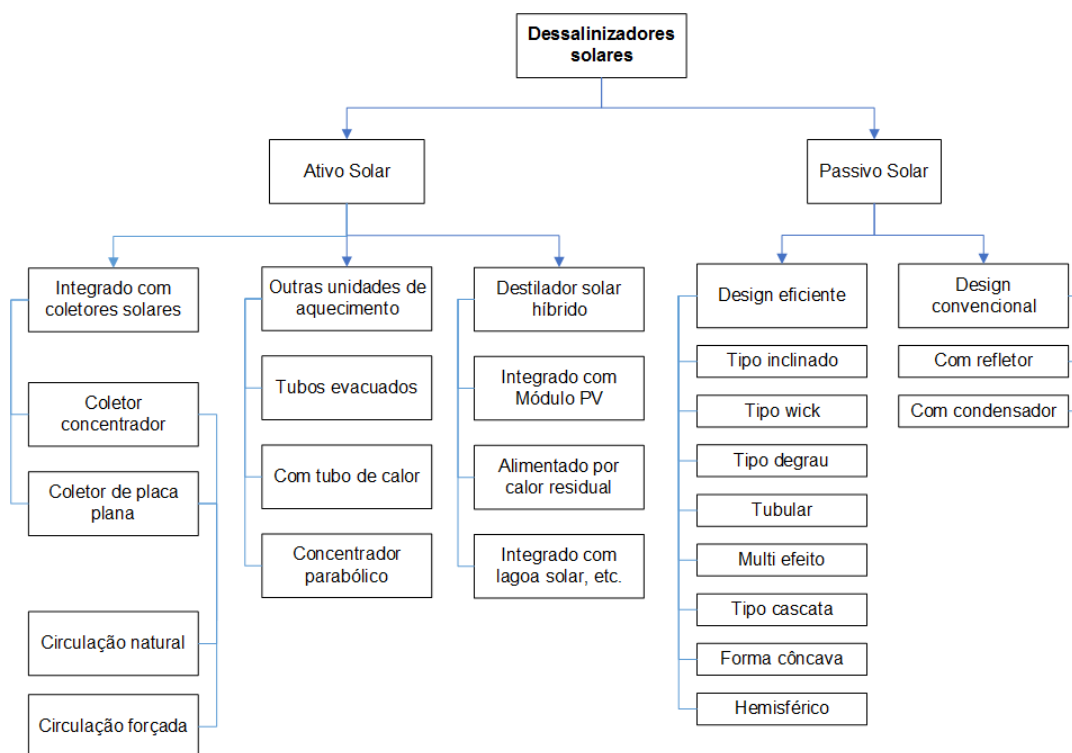 Dessalinizadores
solares
Ativo Solar
Passivo Solar
Integrado com
coletores solares
Outras unidades de
aquecimento
Destilador solar
híbrido
Design eficiente
Design
convencional
Coletor
concentrador
Coletor de placa
plana
Circulação natural
Circulação forçada
Tubos evacuados
Com tubo de calor
Concentrador
parabólico
Integrado com
Módulo PV
Alimentado por
calor residual
Integrado com
lagoa solar, etc.
Tipo inclinado
Tipo wick
Tipo degrau
Tubular
Multi efeito
Tipo cascata
Forma côncava
Hemisférico
Com refletor
Com condensador